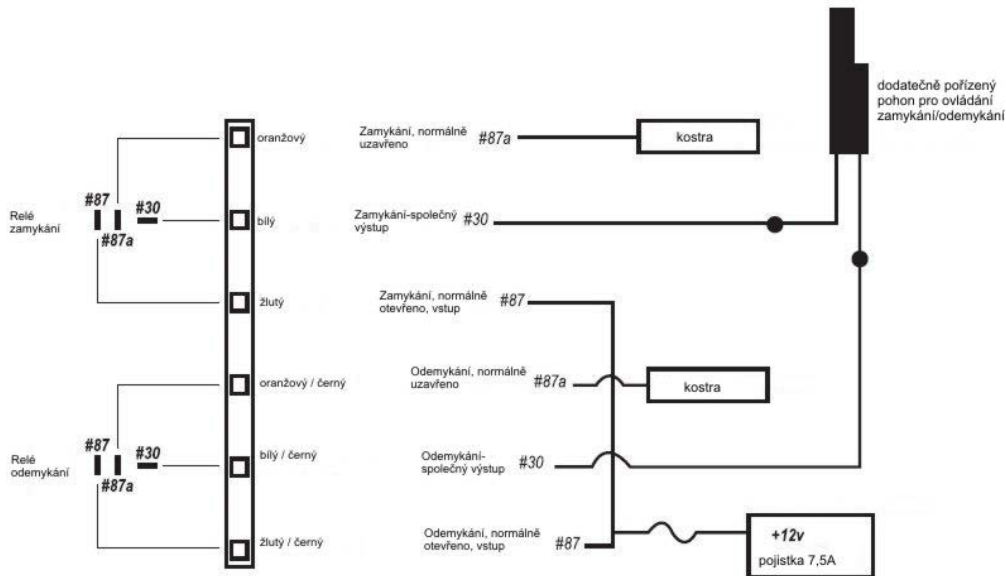 dodatečně pořízený
pohon pro ovládání
zamykání/odemykání
oranžový
Zamykání, normálně
uzavřeno
#87a
kostra
Relé
zamykání
#87
#87a
#30
bílý
Zamykání-společný
výstup
#30
žlutý
Zamykání, normálně
otevřeno, vstup
#87
oranžový / černý
Odemykání, normálně
uzavřeno
#87a
kostra
Relé
odemykání
#87
#87a
#30
bílý / černý
Odemykání-
společný výstup
#30
žlutý / černý
Odemykání, normálně
otevřeno, vstup
#87
+12v
pojistka 7,5A